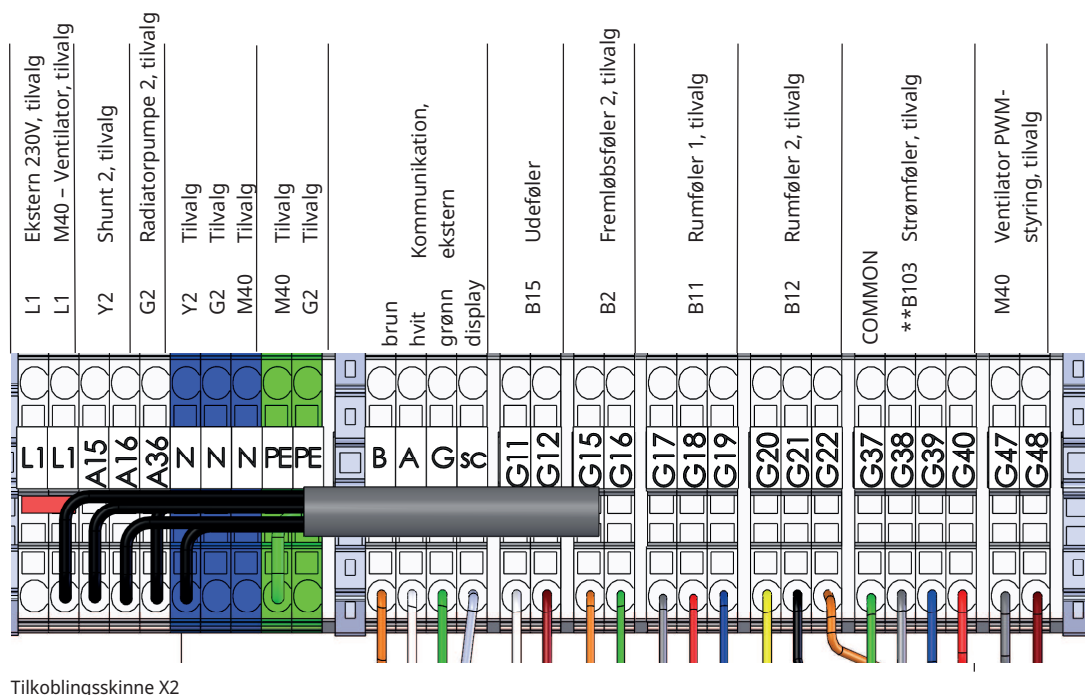 L1 Ekstern 230V, tilvalg
L1 M40 – Ventilator, tilvalg
Y2 Shunt 2, tilvalg
G2 Radiatorpumpe 2, tilvalg
Y2 Tilvalg
G2 Tilvalg
M40 Tilvalg
M40 Tilvalg
G2 Tilvalg
brun
hvit
grønn
display
Kommunikation,
ekstern
B15 Udeføler
B2 Fremløbsføler 2, tilvalg
B11 Rumføler 1, tilvalg
B12 Rumføler 2, tilvalg
COMMON
**B103 Strømføler, tilvalg
M40 Ventilator PWM-
styring, tilvalg
L1 L1 A15 A16 A36 N N N PE PE B A G SC G11 G12 G15 G16 G17 G18 G19 G20 G21 G22 G37 G38 G39 G40 G47 G48
Tilkoblingsskinne X2